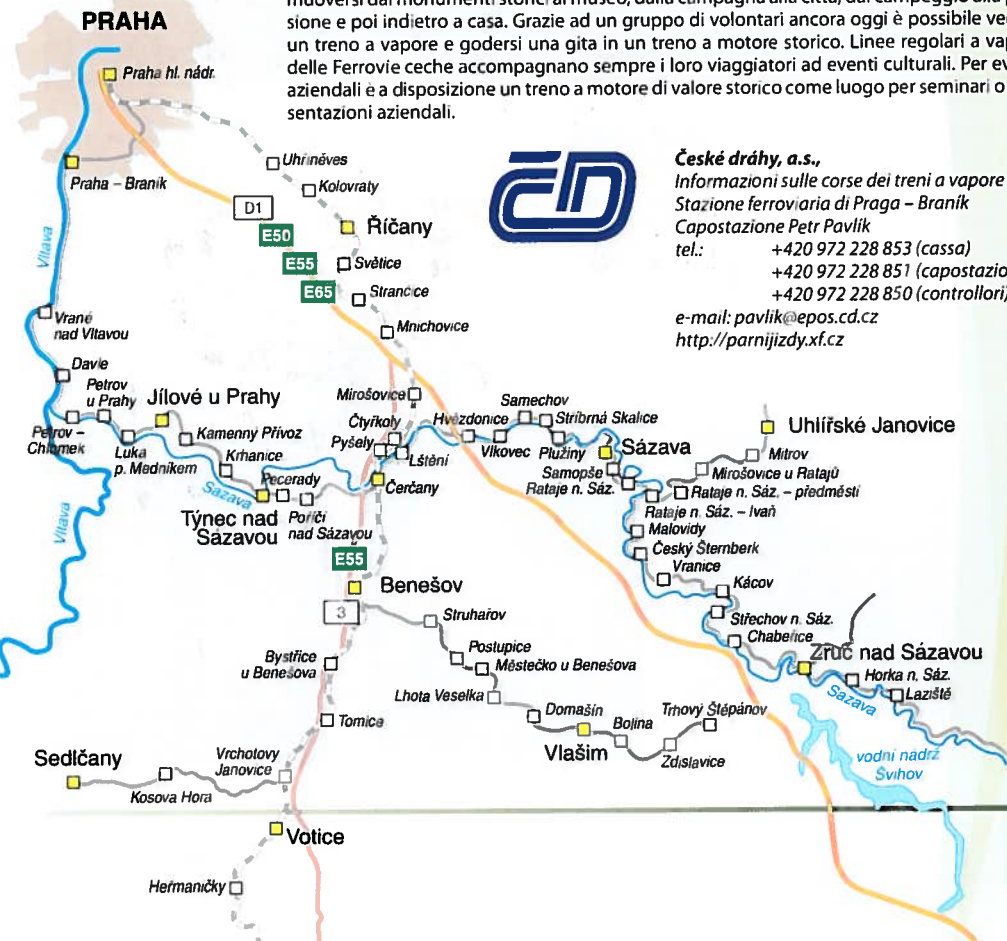 PRAHA
sione e poi indietro a casa. Grazie ad un gruppo di volontari ancora oggi è possibile
un treno a vapore e godersi una gita in un treno a motore storico. Linee regolari a
delle Ferrovie ceche accompagnano sempre i loro viaggiatori ad eventi culturali. Per
aziendali è a disposizione un treno a motore di valore storico come luogo per seminari o
sentazioni aziendali.
ČD
České dráhy, a.s.,
Informazioni sulle corse dei treni a vapore
Stazione ferroviaria di Praga – Braník
Capostazione Petr Pavlík
tel.: +420 972 228 853 (cassa)
+420 972 228 851 (capostazio
+420 972 228 850 (controllori)
e-mail: pavlik@epos.cd.cz
http://parnijizdy.xf.cz
Praha hl. nádr.
Praha – Braník
Uhříněves
Kolovraty
D1
E50
Říčany
E55
Světice
E65
Strančice
Mnichovice
Vltava
Vrané
nad Vltavou
Davle
Petrov
u Prahy
Jílové u Prahy
Mirošovice
Samechov
Čtyřkoly
Hvězdonice
Stříbrná Skalice
Petrov –
Chlomek
Luka
p. Medníkem
Kamenný Přívoz
Pyšely
Lštění
Vlkovec
Plužiny
Sázava
Uhlířské Janovice
Mitrov
Krhanice
Samopše
Mirošovice u Ratajů
Sazava
Pecerady
Čerčany
Rataje n. Sáz.
Rataje n. Sáz. – předměstí
Týnec nad
Sázavou
Poříčí
nad Sázavou
Rataje n. Sáz. – Ivaň
Vltava
Malovidy
Český Šternberk
E55
Vranice
Benešov
Kácov
3
Struhařov
Střechov n. Sáz.
Chabeřice
Postupice
Bystřice
u Benešova
Městečko u Benešova
Zruč nad Sázavou
Horka n. Sáz.
Lhota Veselka
Sazava
Laziště
Tomice
Domašín
Bolina
Trhový Štěpánov
Vlašim
Zdislavice
Sedlčany
Vrchotovy
Janovice
vodní nádrž
Švihov
Kosova Hora
Votice
Heřmaničky